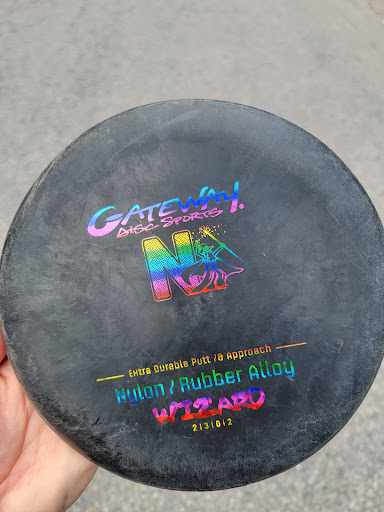 GATEWAY
DISC SPORTS
N
Extra Durable Putt /& Approach
Nylon / Rubber Alloy
WIZARD
2|3|0|2